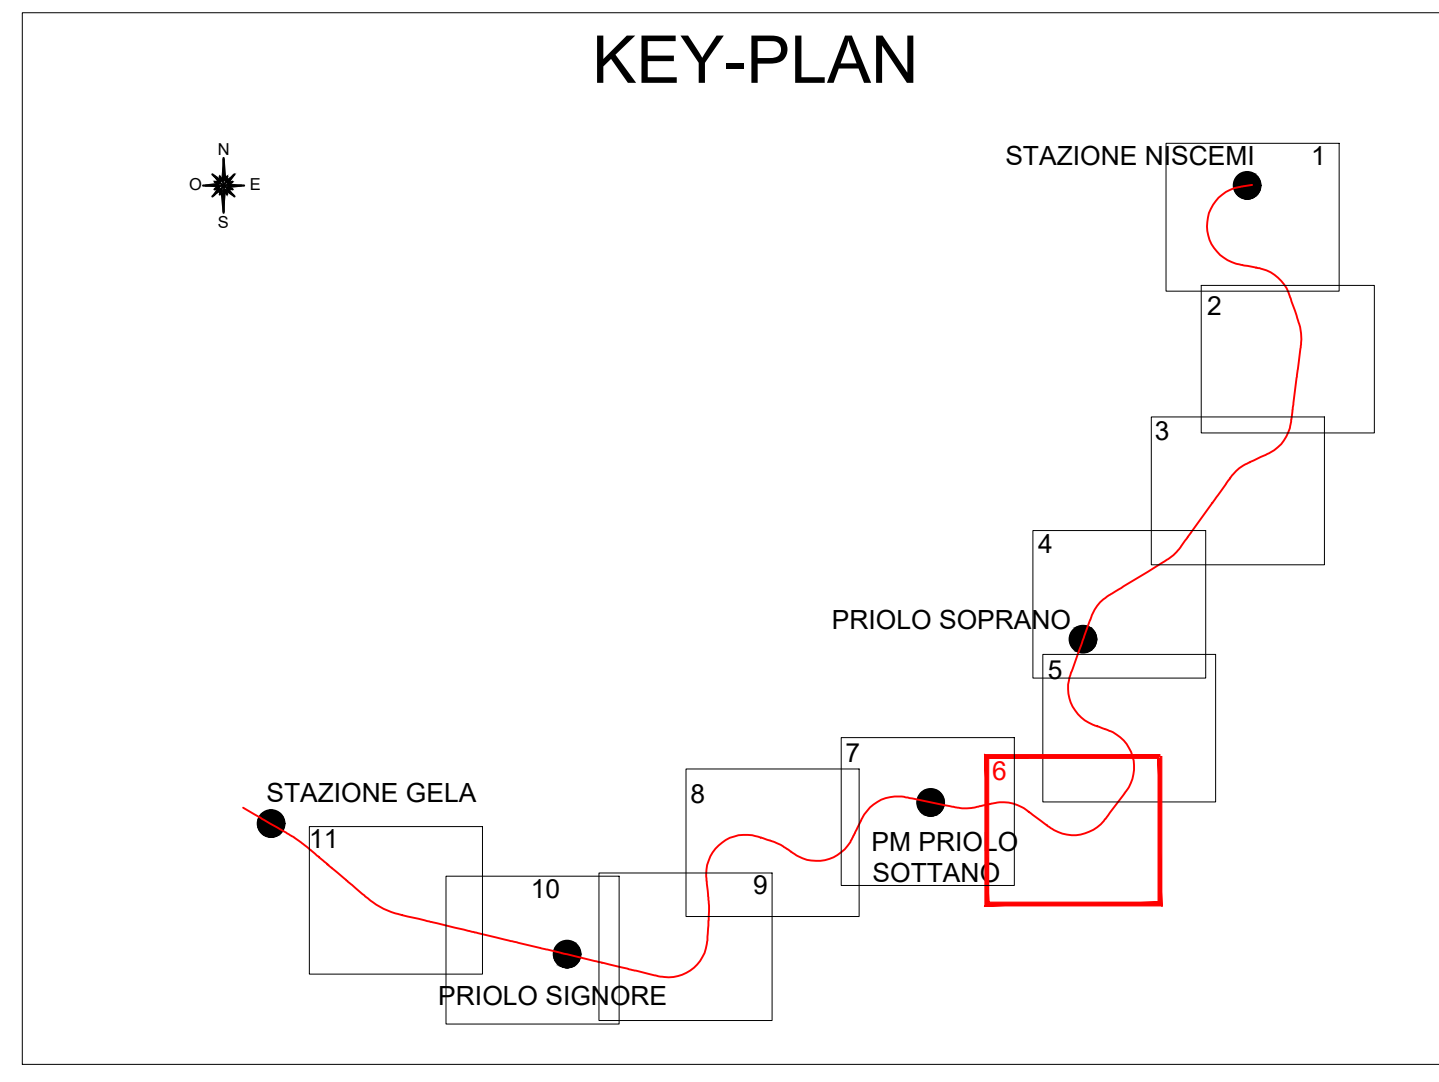 KEY-PLAN
N
O E
S
STAZIONE NISCEMI
1
2
3
4
PRIOLO SOPRANO
5
6
7
PM PRIOLO
SOTTANO
8
9
10
PRIOLO SIGNORE
STAZIONE GELA
11